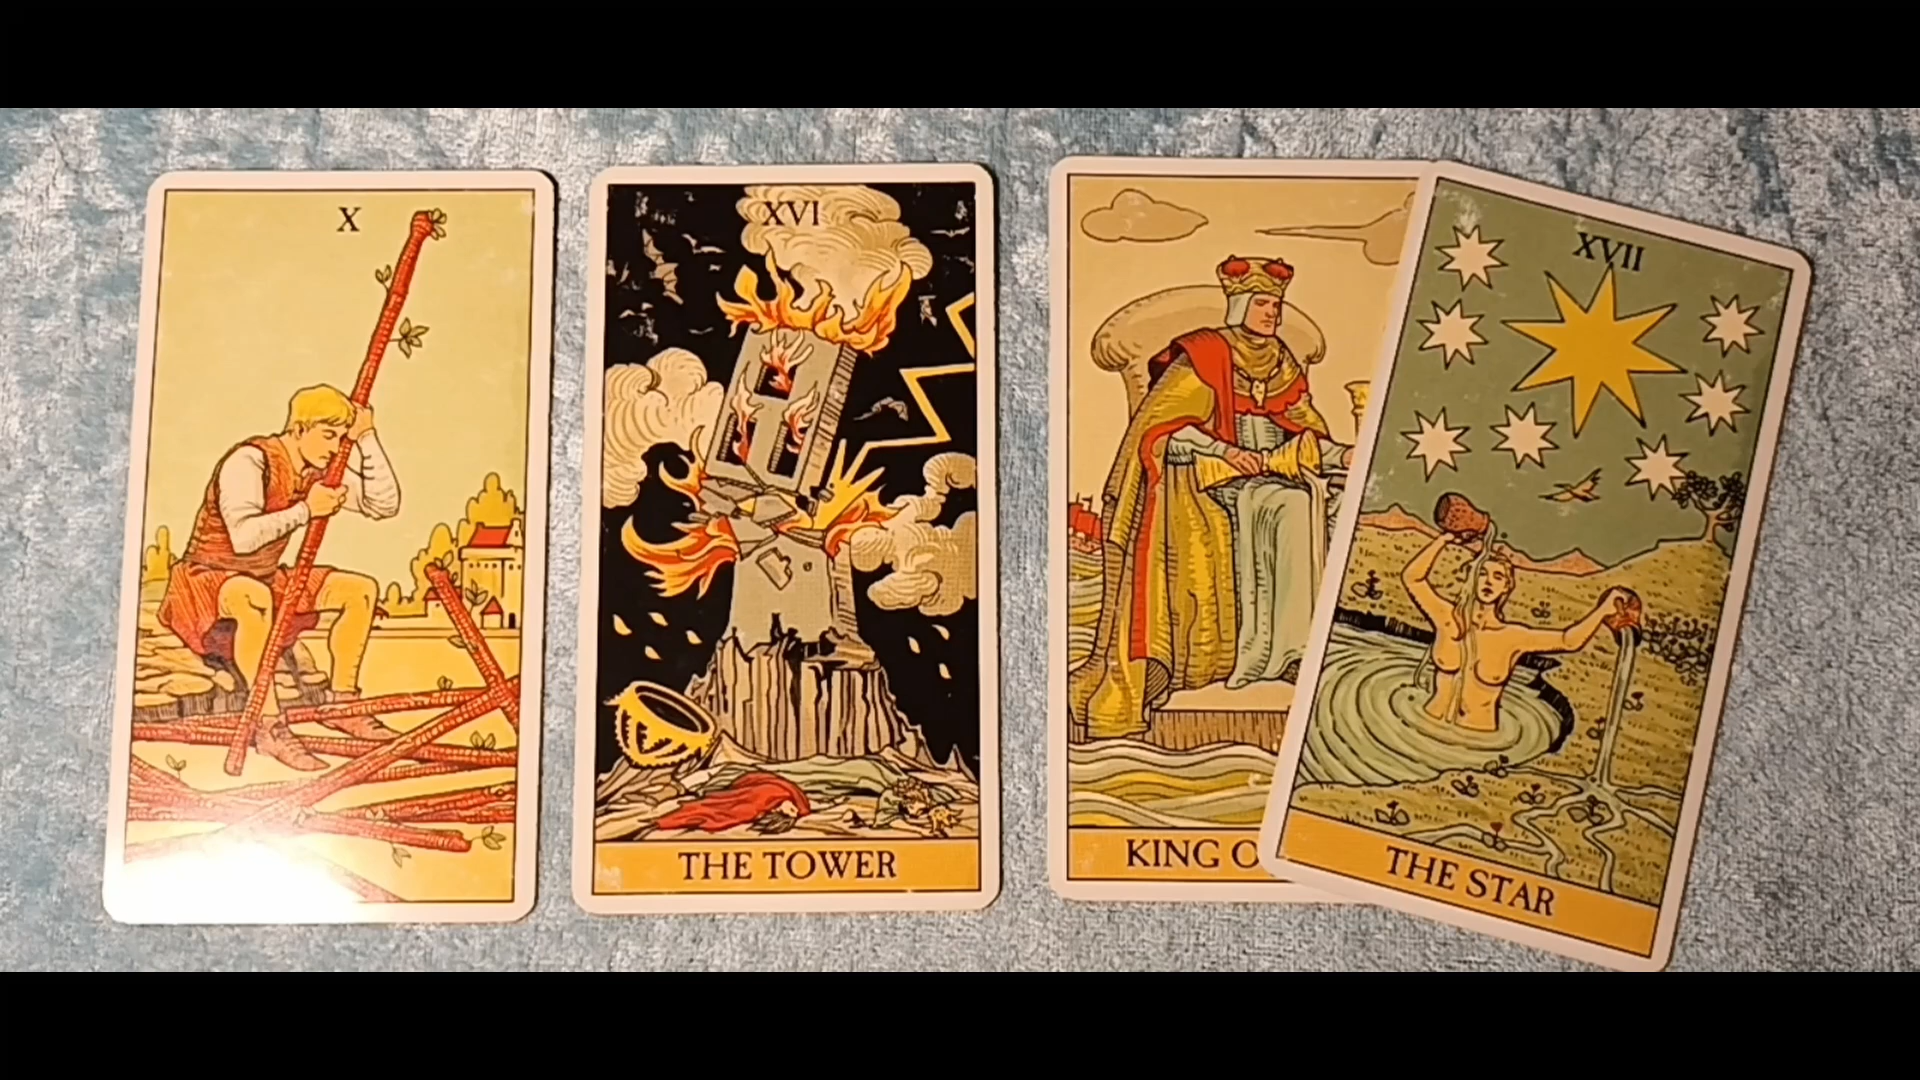 X
XVI
THE TOWER
KING O
XVII
THE STAR